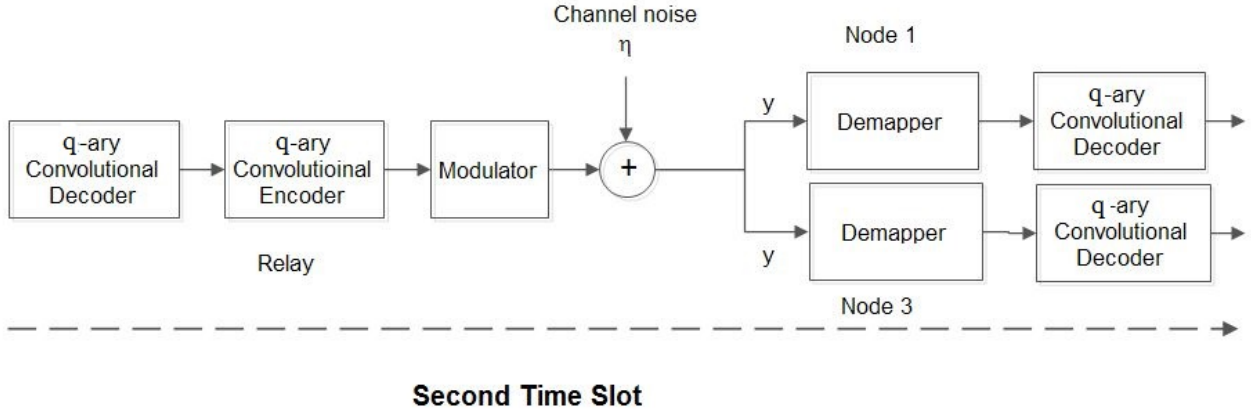 Channel noise
η
Node 1
q-ary
Convolutional
Decoder
q-ary
Convolutioinal
Encoder
Modulator
+
y
Demapper
q-ary
Convolutional
Decoder
y
Demapper
q-ary
Convolutional
Decoder
Relay
Node 3
Second Time Slot